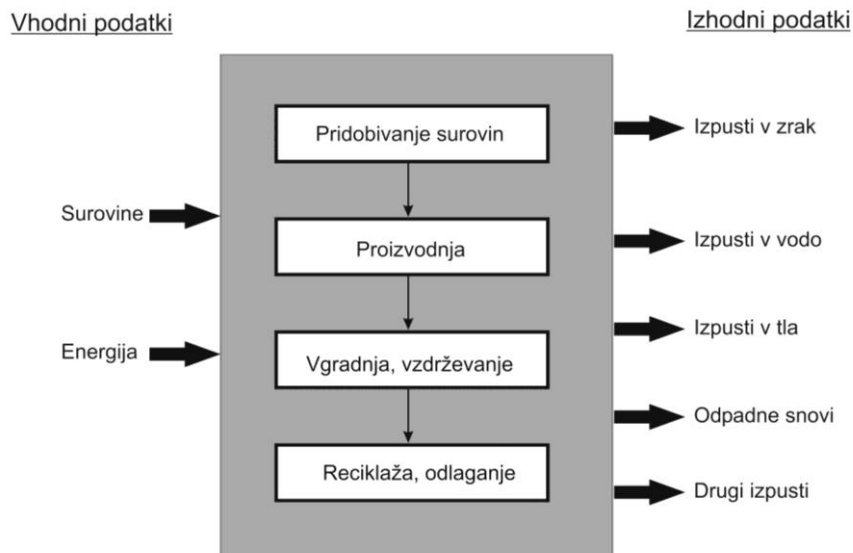 Vhodni podatki
Izhodni podatki
Pridobivanje surovin
Izpusti v zrak
Surovine
Proizvodnja
Izpusti v vodo
Izpusti v tla
Energija
Vgradnja, vzdrževanje
Odpadne snovi
Reciklaža, odlaganje
Drugi izpusti